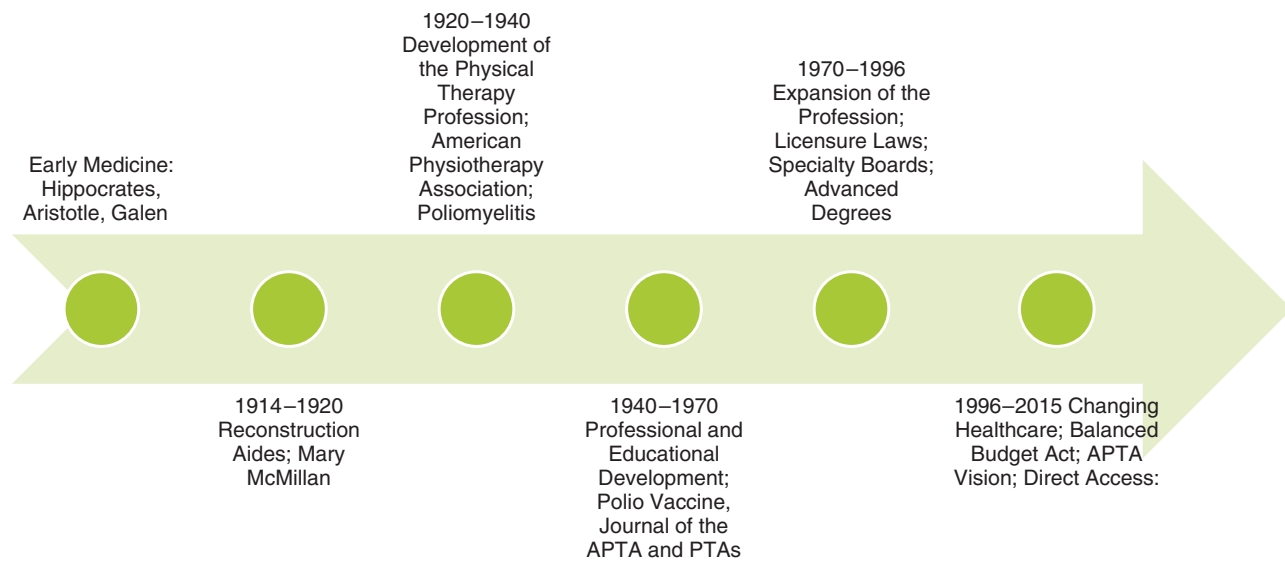 Early Medicine:
Hippocrates,
Aristotle, Galen
1914–1920
Reconstruction
Aides; Mary
McMillan
1920–1940
Development of
the Physical
Therapy
Profession;
American
Physiotherapy
Association;
Poliomyelitis
1940–1970
Professional and
Educational
Development;
Polio Vaccine,
Journal of the
APTA and PTAs
1970–1996
Expansion of the
Profession;
Licensure Laws;
Specialty Boards;
Advanced
Degrees
1996–2015 Changing
Healthcare; Balanced
Budget Act; APTA
Vision; Direct Access: